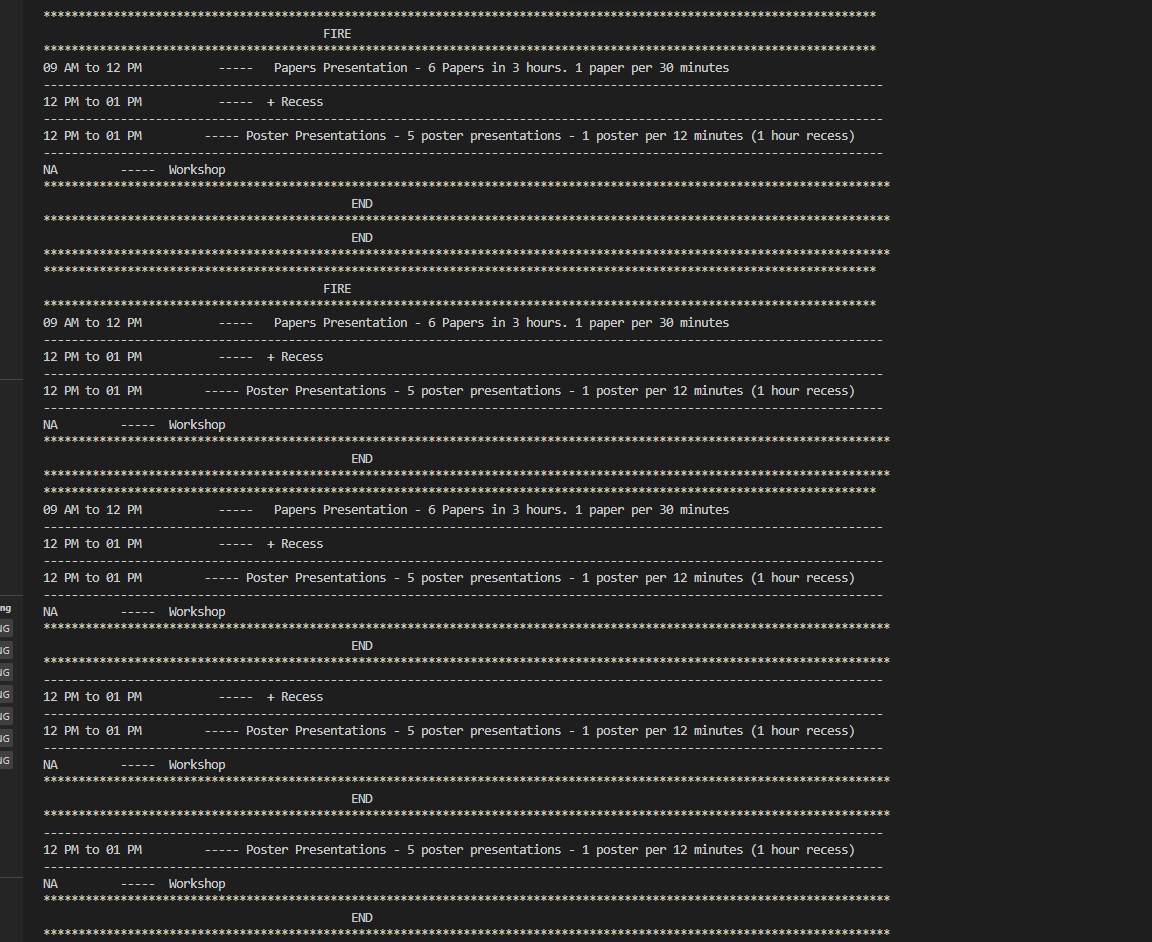 FIRE
09 AM to 12 PM ----- Papers Presentation - 6 Papers in 3 hours. 1 paper per 30 minutes
12 PM to 01 PM ----- + Recess
12 PM to 01 PM ----- Poster Presentations - 5 poster presentations - 1 poster per 12 minutes (1 hour recess)
NA ----- Workshop
END
END
FIRE
09 AM to 12 PM ----- Papers Presentation - 6 Papers in 3 hours. 1 paper per 30 minutes
12 PM to 01 PM ----- + Recess
12 PM to 01 PM ----- Poster Presentations - 5 poster presentations - 1 poster per 12 minutes (1 hour recess)
NA ----- Workshop
END
09 AM to 12 PM ----- Papers Presentation - 6 Papers in 3 hours. 1 paper per 30 minutes
12 PM to 01 PM ----- + Recess
12 PM to 01 PM ----- Poster Presentations - 5 poster presentations - 1 poster per 12 minutes (1 hour recess)
ng
NA ----- Workshop
NG
END
NG
NG
12 PM to 01 PM ----- + Recess
NG
NG
12 PM to 01 PM ----- Poster Presentations - 5 poster presentations - 1 poster per 12 minutes (1 hour recess)
NG
NG
NA ----- Workshop
END
12 PM to 01 PM ----- Poster Presentations - 5 poster presentations - 1 poster per 12 minutes (1 hour recess)
NA ----- Workshop
END